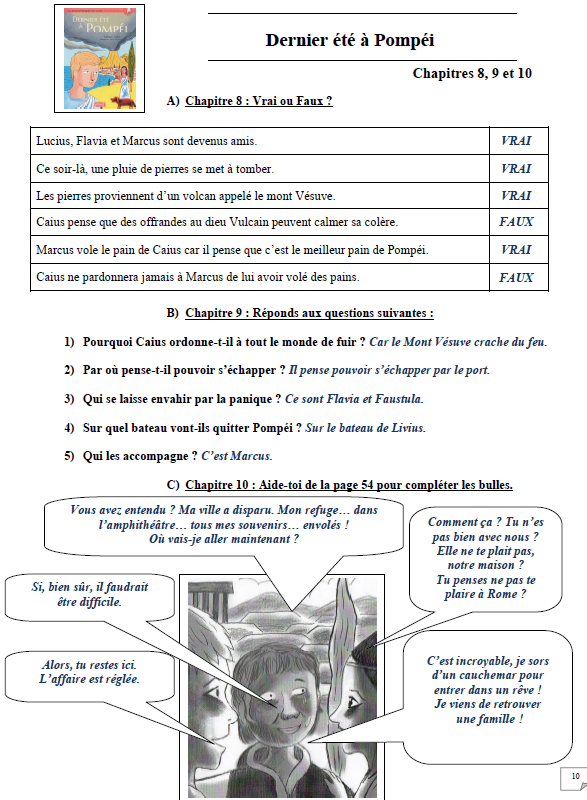 DERNIER ÉTÉ
À POMPÉI
Dernier été à Pompéi
Chapitres 8, 9 et 10
A) Chapitre 8 : Vrai ou Faux ?
Lucius, Flavia et Marcus sont devenus amis. VRAI
Ce soir-là, une pluie de pierres se met à tomber. VRAI
Les pierres proviennent d’un volcan appelé le mont Vésuve. VRAI
Caius pense que des offrandes au dieu Vulcain peuvent calmer sa colère. FAUX
Marcus vole le pain de Caius car il pense que c’est le meilleur pain de Pompéi. VRAI
Caius ne pardonnera jamais à Marcus de lui avoir volé des pains. FAUX
B) Chapitre 9 : Réponds aux questions suivantes :
1) Pourquoi Caius ordonne-t-il à tout le monde de fuir ? Car le Mont Vésuve crache du feu.
2) Par où pense-t-il pouvoir s’échapper ? Il pense pouvoir s’échapper par le port.
3) Qui se laisse envahir par la panique ? Ce sont Flavia et Faustula.
4) Sur quel bateau vont-ils quitter Pompéi ? Sur le bateau de Livius.
5) Qui les accompagne ? C’est Marcus.
C) Chapitre 10 : Aide-toi de la page 54 pour compléter les bulles.
Vous avez entendu ? Ma ville a disparu. Mon refuge… dans
l’amphithéâtre… tous mes souvenirs… envolés !
Où vais-je aller maintenant ?
Comment ça ? Tu n’es
pas bien avec nous ?
Elle ne te plait pas,
notre maison ?
Tu penses ne pas te
plaire à Rome ?
Si, bien sûr, il faudrait
être difficile.
Alors, tu restes ici.
L’affaire est réglée.
C’est incroyable, je sors
d’un cauchemar pour
entrer dans un rêve !
Je viens de retrouver
une famille !
10